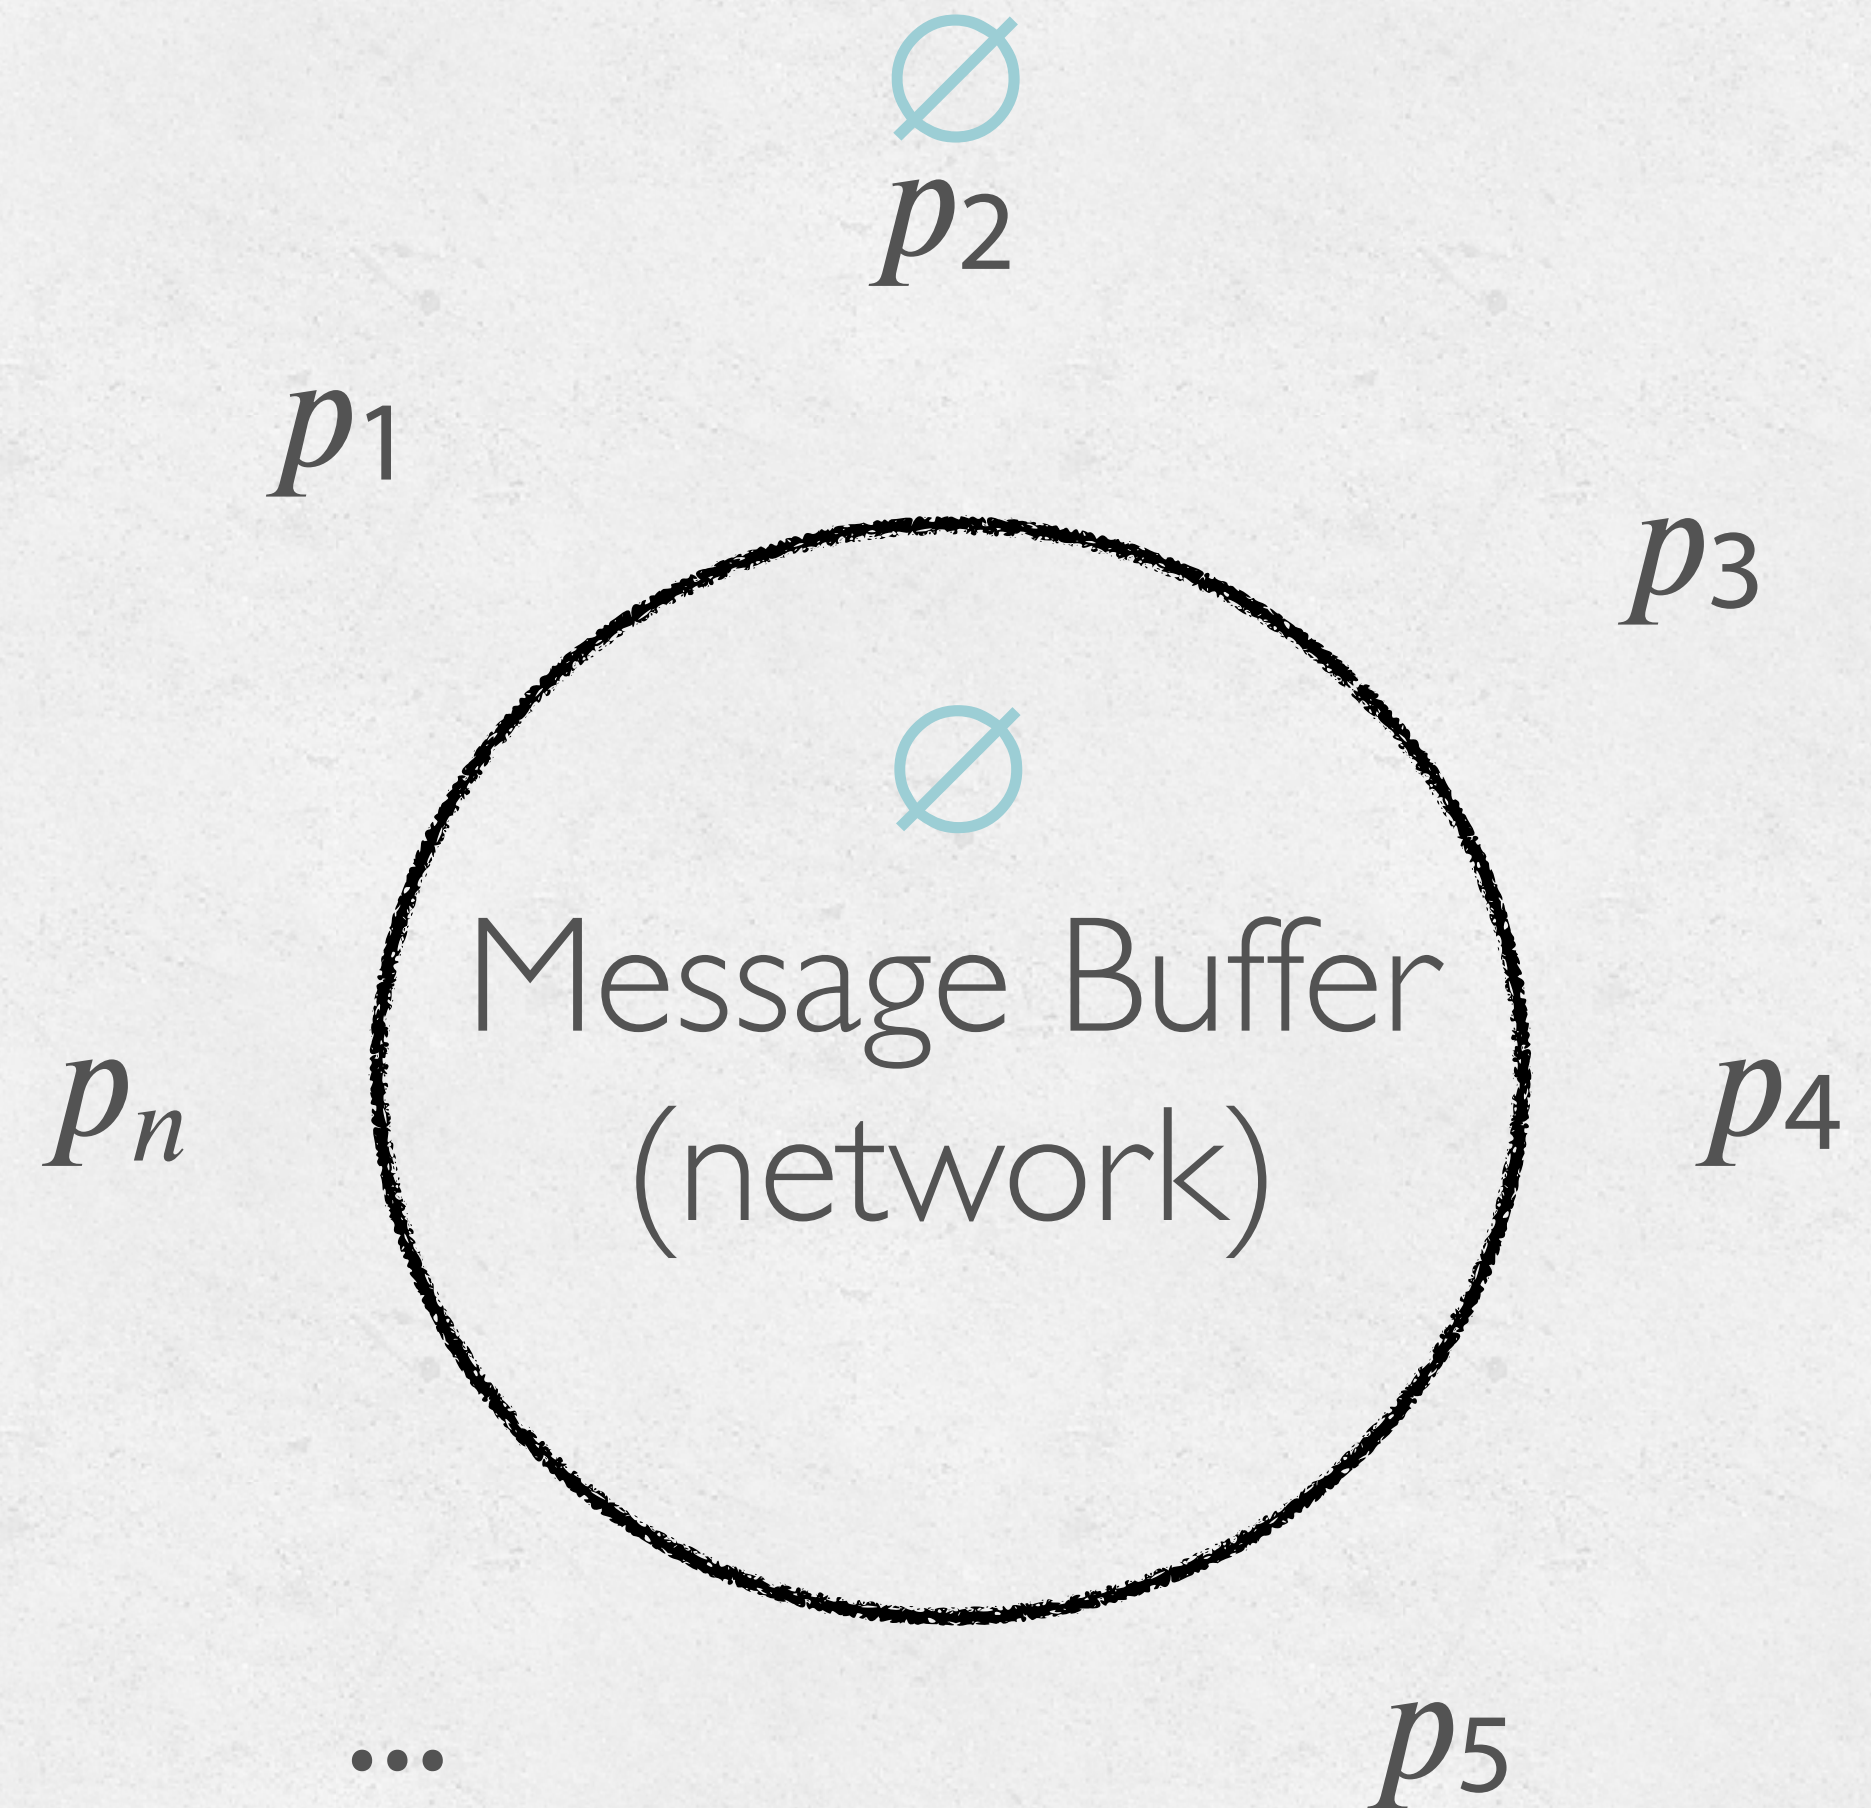 ∅
p2
p1
p3
∅
Message Buffer
(network)
pn
p4
...
p5